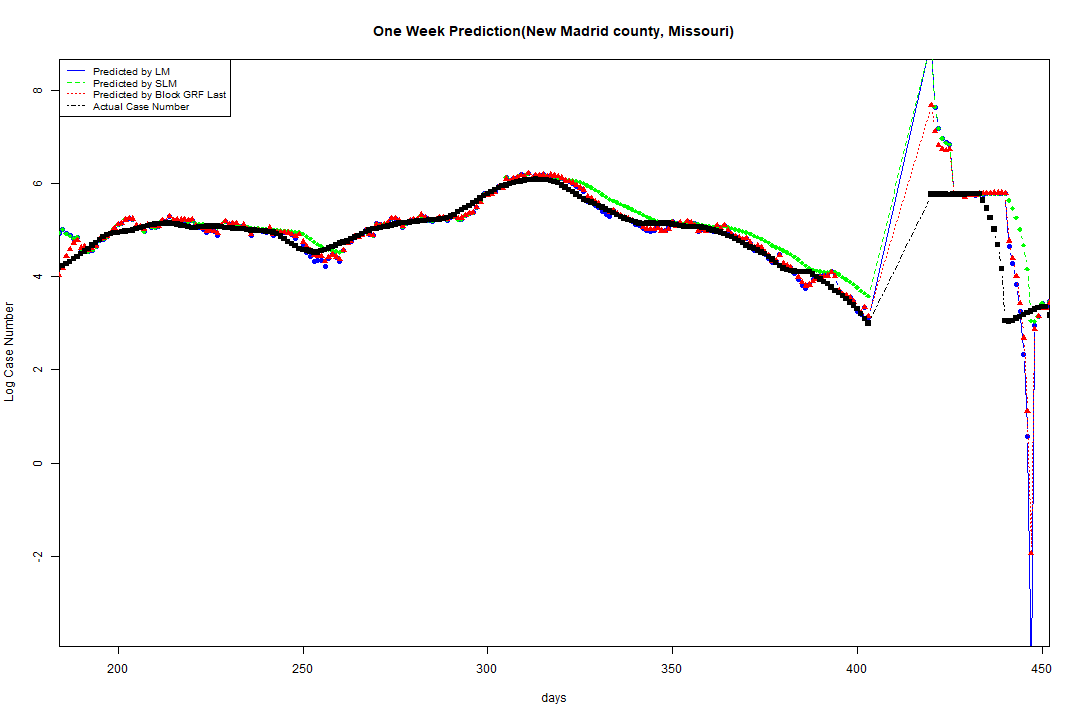 One Week Prediction(New Madrid county, Missouri)
Predicted by LM
Predicted by SLM
Predicted by Block GRF Last
Actual Case Number
8
6
4
2
0
-2
Log Case Number
200
250
300
350
400
450
days